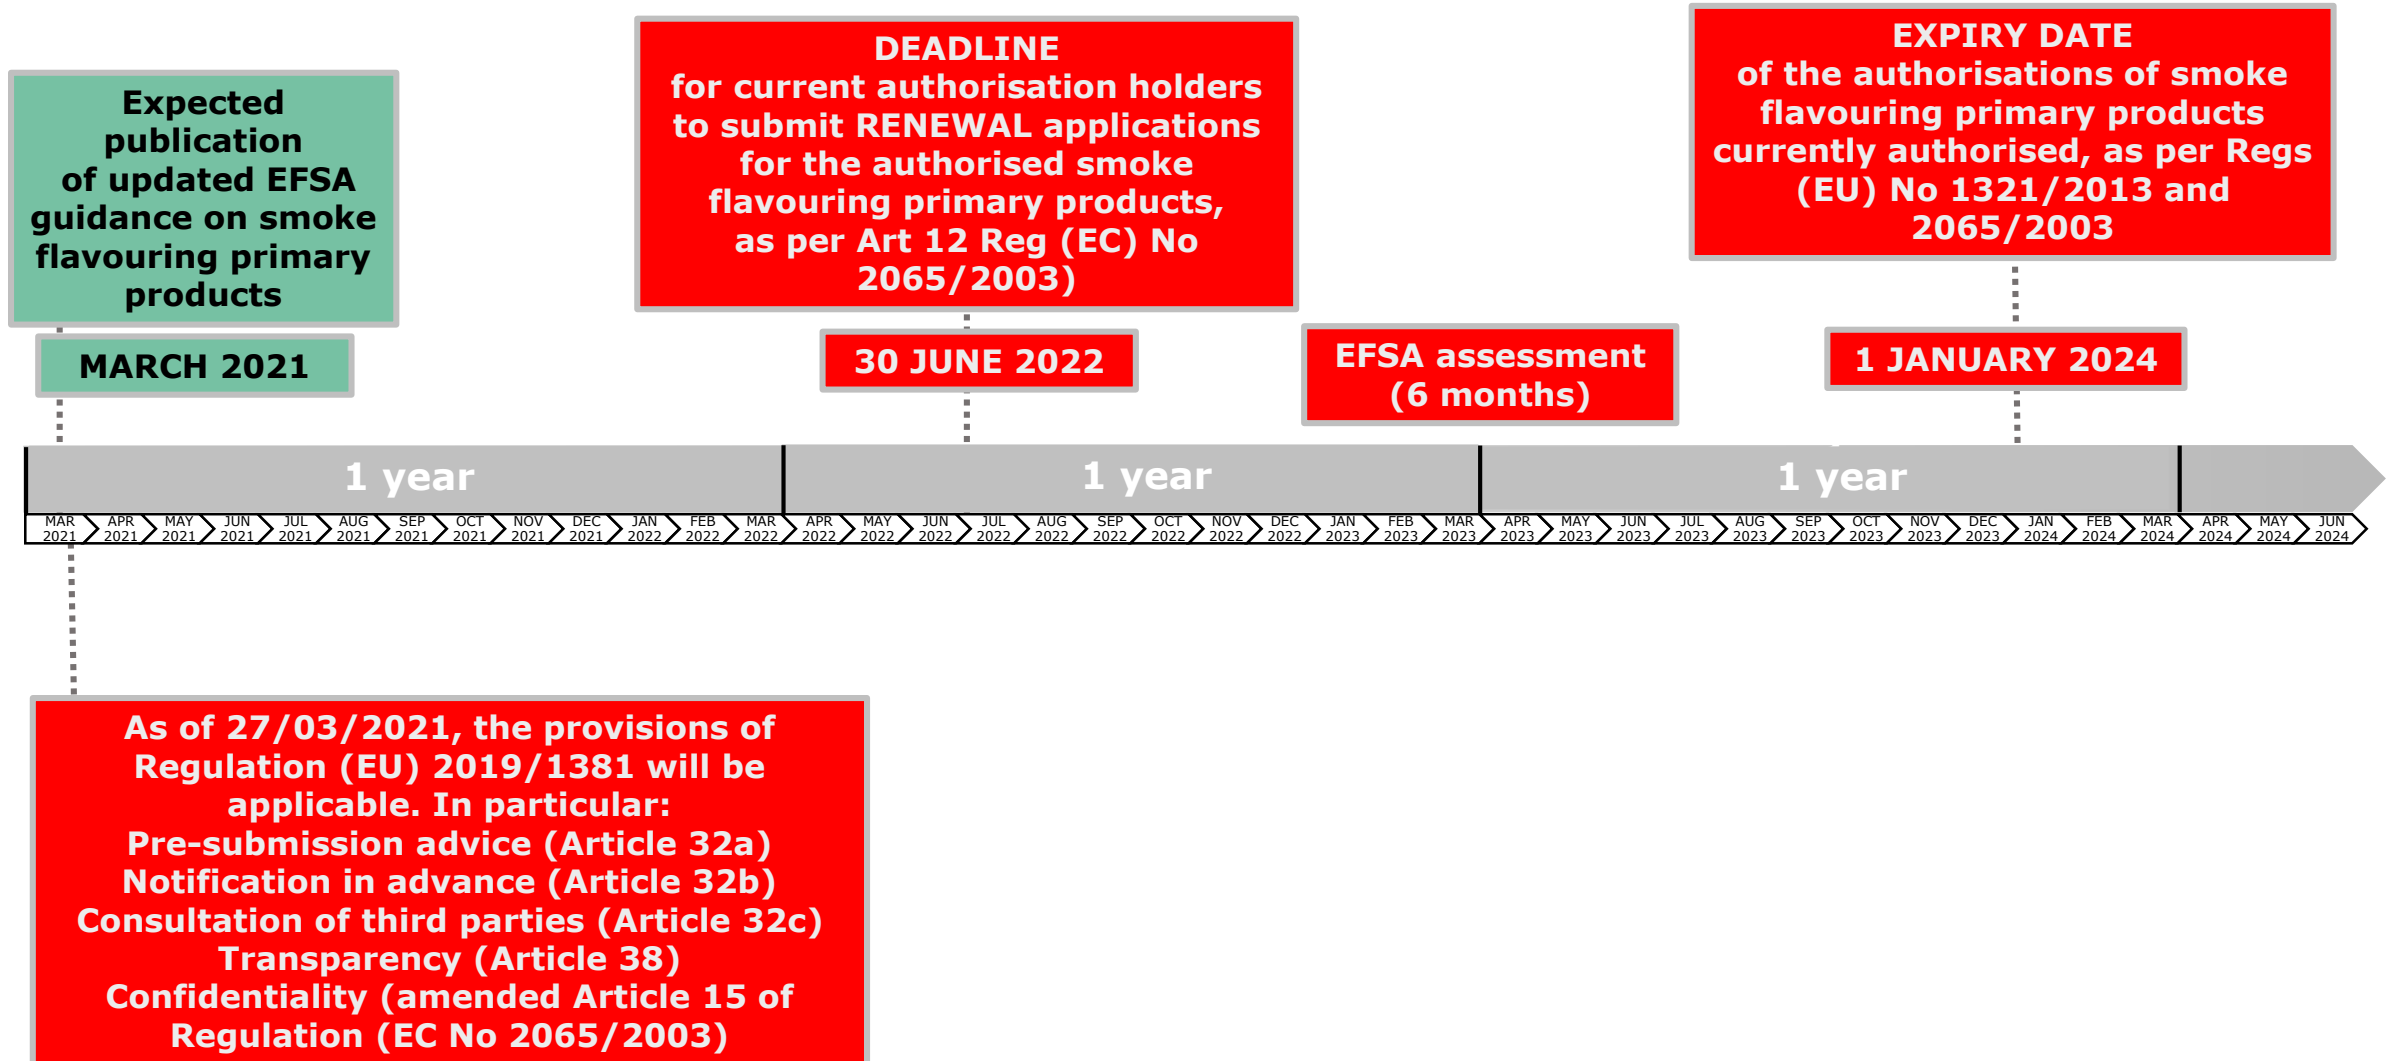 Expected
publication
of updated EFSA
guidance on smoke
flavouring primary
products
MARCH 2021
DEADLINE
for current authorisation holders
to submit RENEWAL applications
for the authorised smoke
flavouring primary products,
as per Art 12 Reg (EC) No
2065/2003)
30 JUNE 2022
EFSA assessment
(6 months)
EXPIRY DATE
of the authorisations of smoke
flavouring primary products
currently authorised, as per Regs
(EU) No 1321/2013 and
2065/2003
1 JANUARY 2024
1 year
1 year
1 year
MAR 2021
APR 2021
MAY 2021
JUN 2021
JUL 2021
AUG 2021
SEP 2021
OCT 2021
NOV 2021
DEC 2021
JAN 2022
FEB 2022
MAR 2022
APR 2022
MAY 2022
JUN 2022
JUL 2022
AUG 2022
SEP 2022
OCT 2022
NOV 2022
DEC 2022
JAN 2023
FEB 2023
MAR 2023
APR 2023
MAY 2023
JUN 2023
JUL 2023
AUG 2023
SEP 2023
OCT 2023
NOV 2023
DEC 2023
JAN 2024
FEB 2024
MAR 2024
APR 2024
MAY 2024
JUN 2024
As of 27/03/2021, the provisions of
Regulation (EU) 2019/1381 will be
applicable. In particular:
Pre-submission advice (Article 32a)
Notification in advance (Article 32b)
Consultation of third parties (Article 32c)
Transparency (Article 38)
Confidentiality (amended Article 15 of
Regulation (EC No 2065/2003)